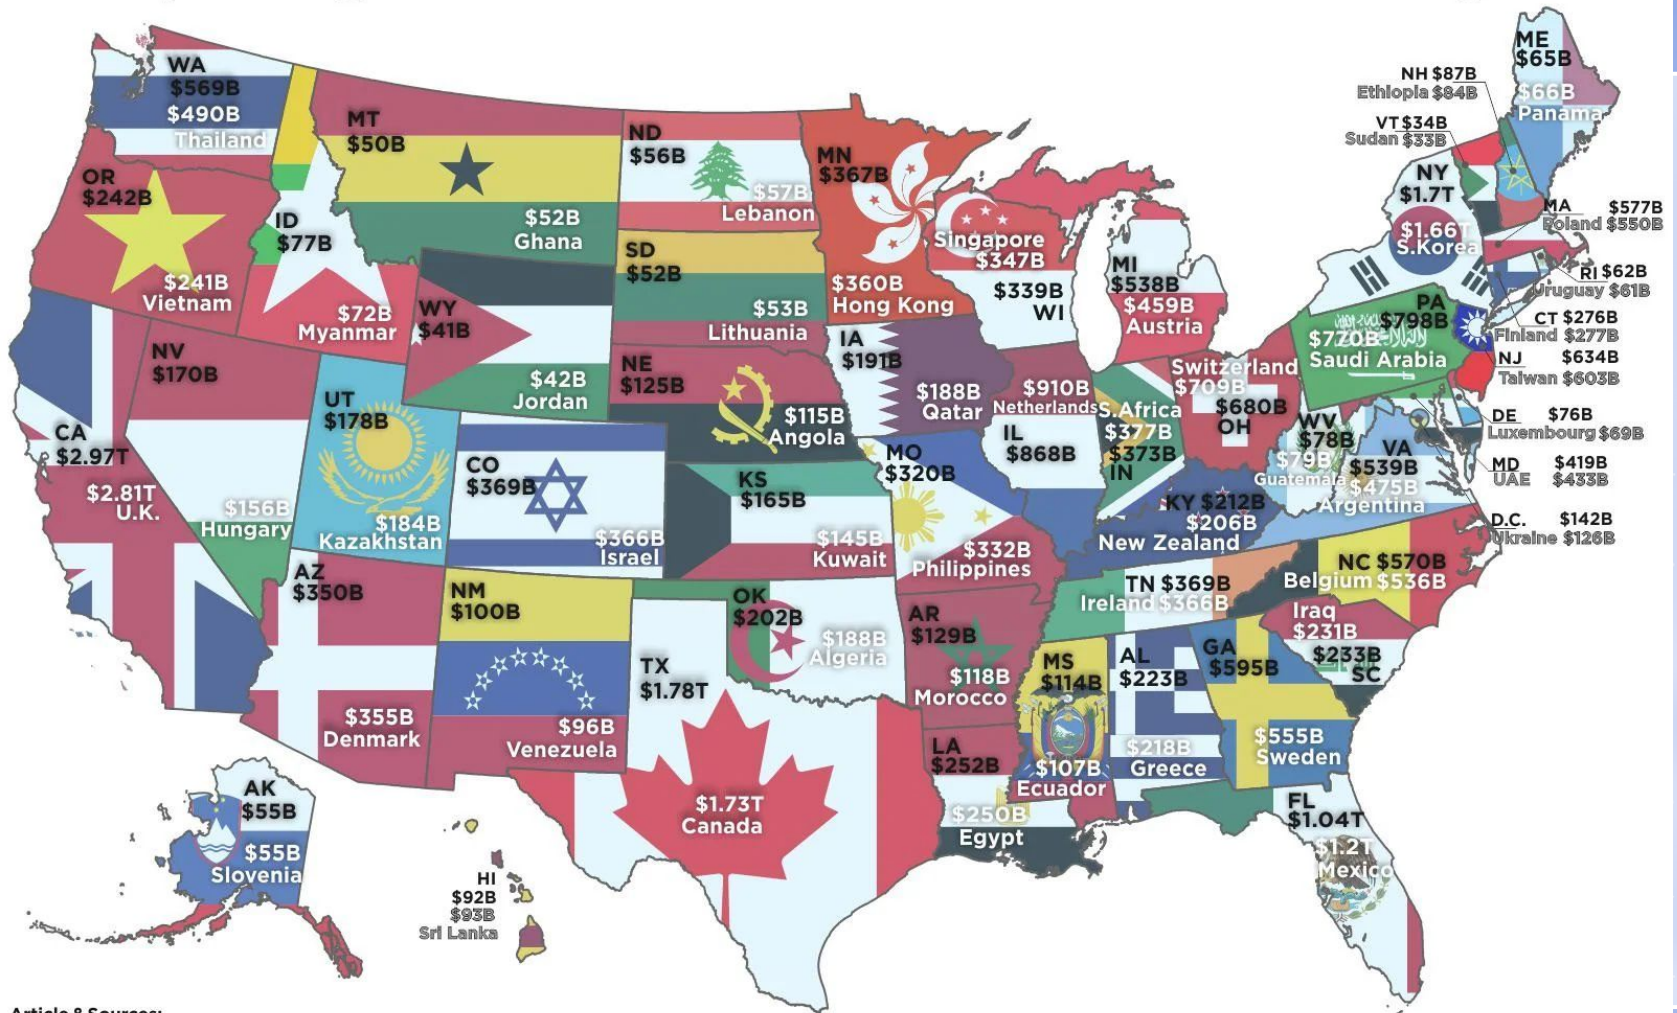 WA
$569B
$490B
Thailand
OR
$242B
$241B
Vietnam
ID
$77B
$72B
Myanmar
MT
$50B
$52B
Ghana
ND
$56B
$57B
Lebanon
SD
$52B
$53B
Lithuania
WY
$41B
$42B
Jordan
NE
$125B
$115B
Angola
MN
$367B
$360B
Hong Kong
Singapore
$347B
$339B
WI
MI
$538B
$459B
Austria
IA
$191B
$188B
Qatar
NV
$170B
$156B
Hungary
UT
$178B
$184B
Kazakhstan
CA
$2.97T
$2.81T
U.K.
CO
$369B
$366B
Israel
KS
$165B
$145B
Kuwait
MO
$320B
$332B
Philippines
$910B
Netherlands
IL
$868B
S.Africa
$377B
$373B
IN
Switzerland
$709B
$680B
OH
KY $212B
$206B
New Zealand
WV
$78B
$79B
Guatemala
VA
$539B
$475B
Argentina
PA
$798B
$770B
Saudi Arabia
NY
$1.7T
$1.66T
S.Korea
ME
$65B
$66B
Panama
NH $87B
Ethiopia $84B
VT $34B
Sudan $33B
MA $577B
Poland $550B
RI $62B
Uruguay $61B
CT $276B
Finland $277B
NJ $634B
Taiwan $603B
DE $76B
Luxembourg $69B
MD $419B
UAE $433B
D.C. $142B
Ukraine $126B
AZ
$350B
$355B
Denmark
NM
$100B
$96B
Venezuela
OK
$202B
$188B
Algeria
TX
$1.78T
$1.73T
Canada
AR
$129B
$118B
Morocco
LA
$252B
$250B
Egypt
TN $369B
Ireland $366B
NC $570B
Belgium $536B
Iraq
$231B
$233B
SC
MS
$114B
$107B
Ecuador
AL
$223B
$218B
Greece
GA
$595B
$555B
Sweden
FL
$1.04T
$1.2T
Mexico
AK
$55B
$55B
Slovenia
HI
$92B
$93B
Sri Lanka
Article & Sources: